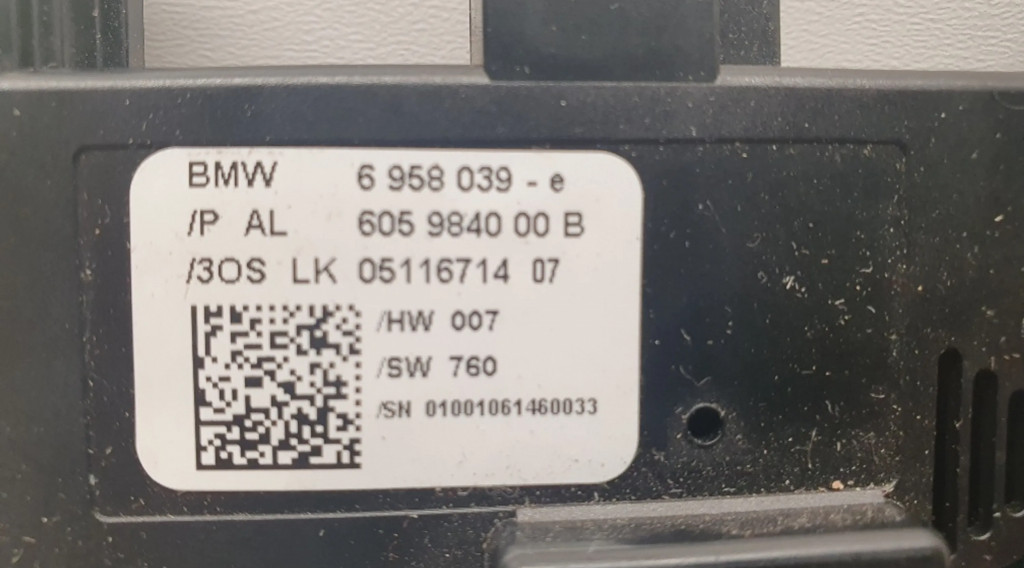 BMW 6 958 039 - e
/P AL 605 9840 00 B
/3OS LK 05116714 07
/HW 007
/SW 760
/SN 01001061460033